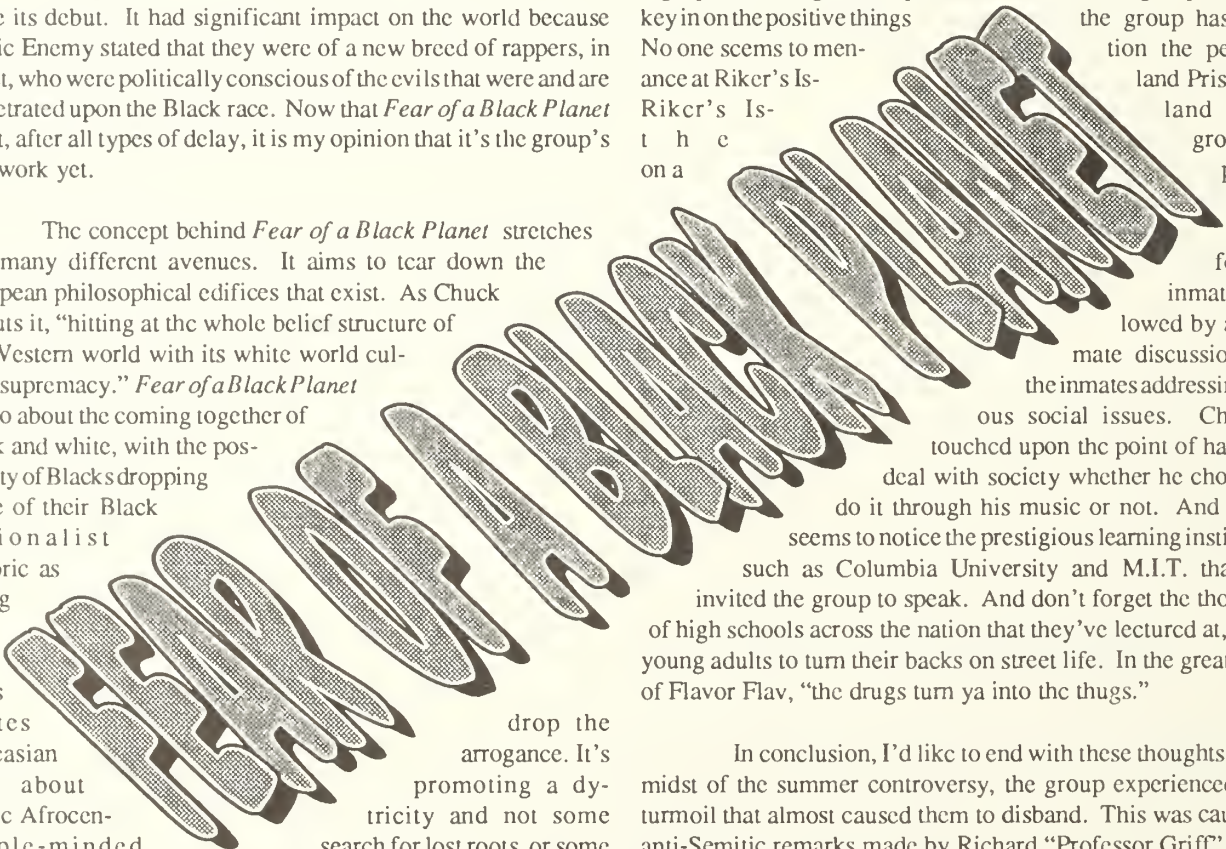 its debut. It had significant impact on the world because
ic Enemy stated that they were of a new breed of rappers, in
t, who were politically conscious of the evils that were and are
etrated upon the Black race. Now that Fear of a Black Planet
t, after all types of delay, it is my opinion that it's the group's
work yet.
The concept behind Fear of a Black Planet stretches
many different avenues. It aims to tear down the
pean philosophical edifices that exist. As Chuck
uts it, "hitting at the whole belief structure of
Western world with its white world cul-
supremacy." Fear of a Black Planet
o about the coming together of
k and white, with the pos-
ty of Blacks dropping
e of their Black
ionalist
oric as
g
s
tes
casian
about
c Afrocen-
ple-minded
drop the
arrogance. It's
promoting a dy-
tricity and not some
search for lost roots, or some
FEAR OF A BLACK PLANET
key in on the positive things
No one seems to men-
ance at Riker's Is-
Riker's Is-
the
on a
the group has
tion the pe
land Pris
land
gro
p
fo
inmat
lowed by a
mate discussio
the inmates addressin
ous social issues. Ch
touched upon the point of ha
deal with society whether he cho
do it through his music or not. And
seems to notice the prestigious learning insti
such as Columbia University and M.I.T. tha
invited the group to speak. And don't forget the tho
of high schools across the nation that they've lectured at,
young adults to turn their backs on street life. In the grea
of Flavor Flav, "the drugs turn ya into the thugs."
In conclusion, I'd like to end with these thoughts
midst of the summer controversy, the group experience
turmoil that almost caused them to disband. This was cau
anti-Semitic remarks made by Richard "Professor Griff"